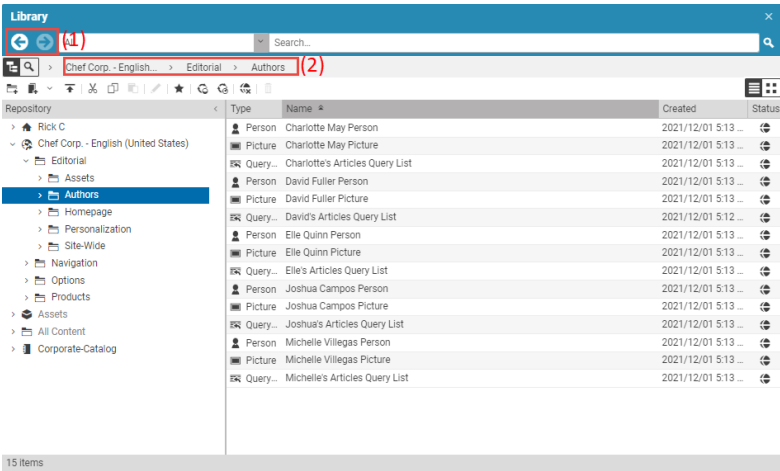 Library
(1) Search...
Chef Corp. - English... > Editorial > Authors (2)
Repository Type Name Created Status
Rick C
Chef Corp. - English (United States)
Editorial
Assets
Authors
Homepage
Personalization
Site-Wide
Navigation
Options
Products
Assets
All Content
Corporate-Catalog
Person Charlotte May Person 2021/12/01 5:13 ...
Picture Charlotte May Picture 2021/12/01 5:13 ...
Query... Charlotte's Articles Query List 2021/12/01 5:13 ...
Person David Fuller Person 2021/12/01 5:13 ...
Picture David Fuller Picture 2021/12/01 5:13 ...
Query... David's Articles Query List 2021/12/01 5:12 ...
Person Elle Quinn Person 2021/12/01 5:13 ...
Picture Elle Quinn Picture 2021/12/01 5:13 ...
Query... Elle's Articles Query List 2021/12/01 5:13 ...
Person Joshua Campos Person 2021/12/01 5:13 ...
Picture Joshua Campos Picture 2021/12/01 5:13 ...
Query... Joshua's Articles Query List 2021/12/01 5:13 ...
Person Michelle Villegas Person 2021/12/01 5:13 ...
Picture Michelle Villegas Picture 2021/12/01 5:13 ...
Query... Michelle's Articles Query List 2021/12/01 5:13 ...
15 items